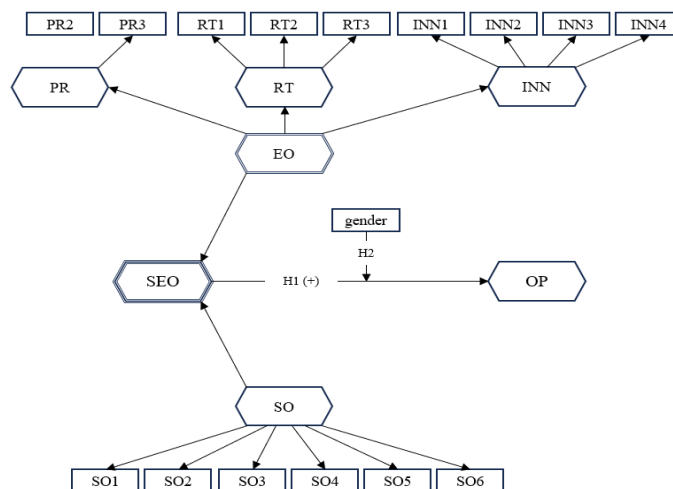 PR2 PR3 RT1 RT2 RT3 INN1 INN2 INN3 INN4
PR RT INN
EO
gender
H2
SEO H1 (+) OP
SO
SO1 SO2 SO3 SO4 SO5 SO6